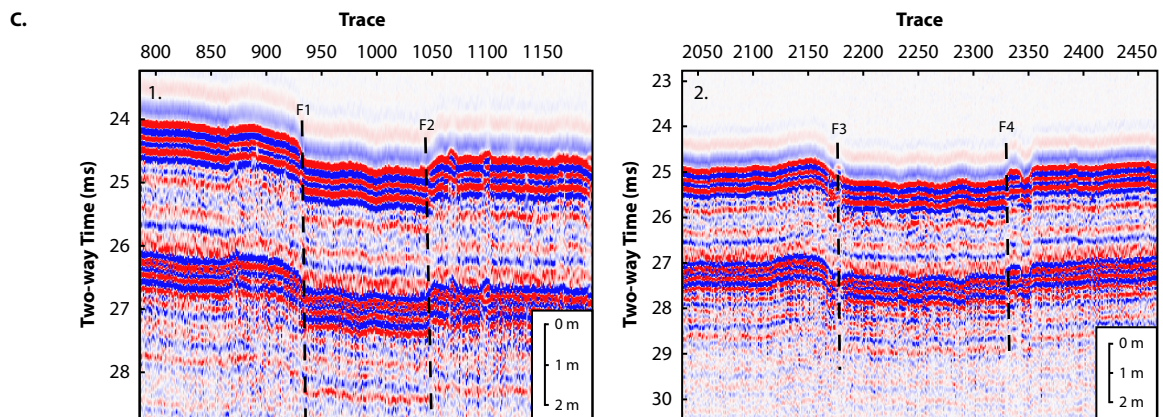 C.
Trace
800 850 900 950 1000 1050 1100 1150
Two-way Time (ms)
24
25
26
27
28
1.
F1
F2
0 m
1 m
2 m
Trace
2050 2100 2150 2200 2250 2300 2350 2400 2450
Two-way Time (ms)
23
24
25
26
27
28
29
30
2.
F3
F4
0 m
1 m
2 m